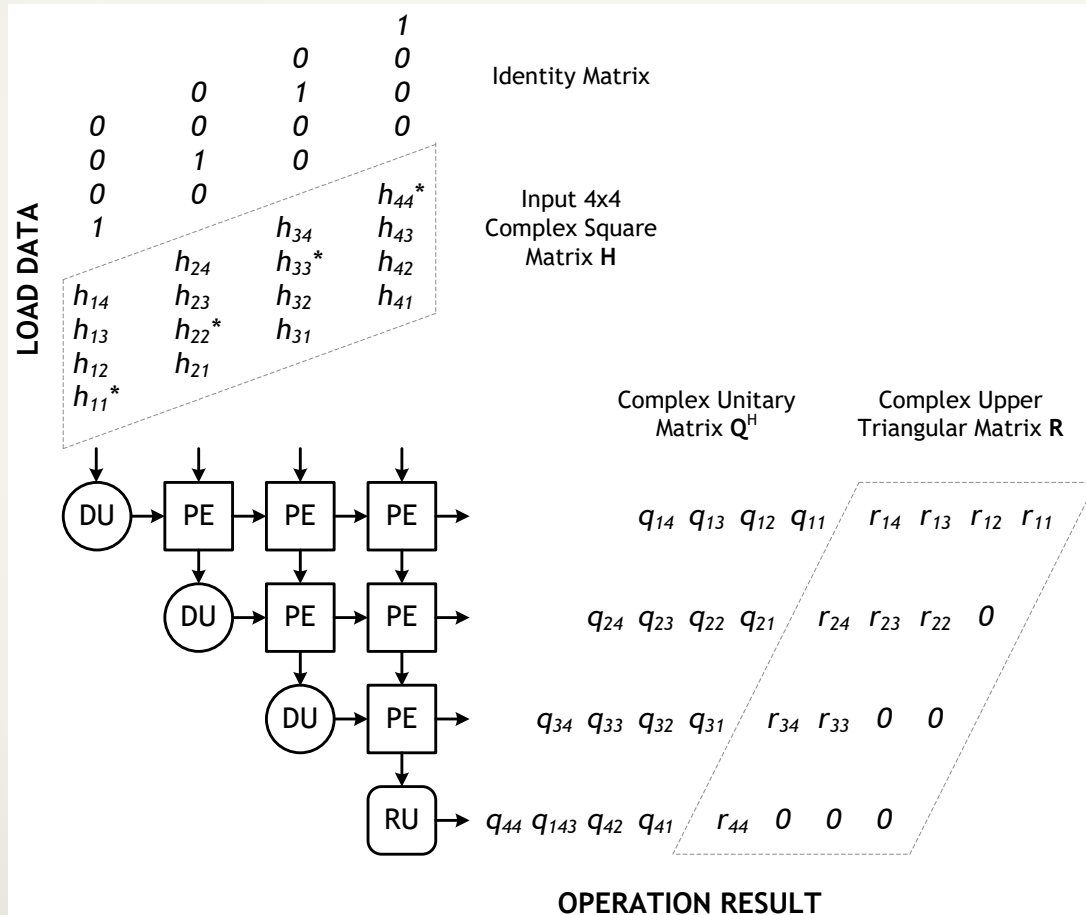 1
0 0
0 1 0
0 0 0 0
0 1 0
0 0 h44*
1 h34 h43
h24 h33* h42
h14 h23 h32 h41
h13 h22* h31
h12 h21
h11*
Identity Matrix
Input 4x4
Complex Square
Matrix H
LOAD DATA
Complex Unitary
Matrix Q^H
Complex Upper
Triangular Matrix R
DU PE PE PE q14 q13 q12 q11 r14 r13 r12 r11
DU PE PE q24 q23 q22 q21 r24 r23 r22 0
DU PE q34 q33 q32 q31 r34 r33 0 0
RU q44 q143 q42 q41 r44 0 0 0
OPERATION RESULT